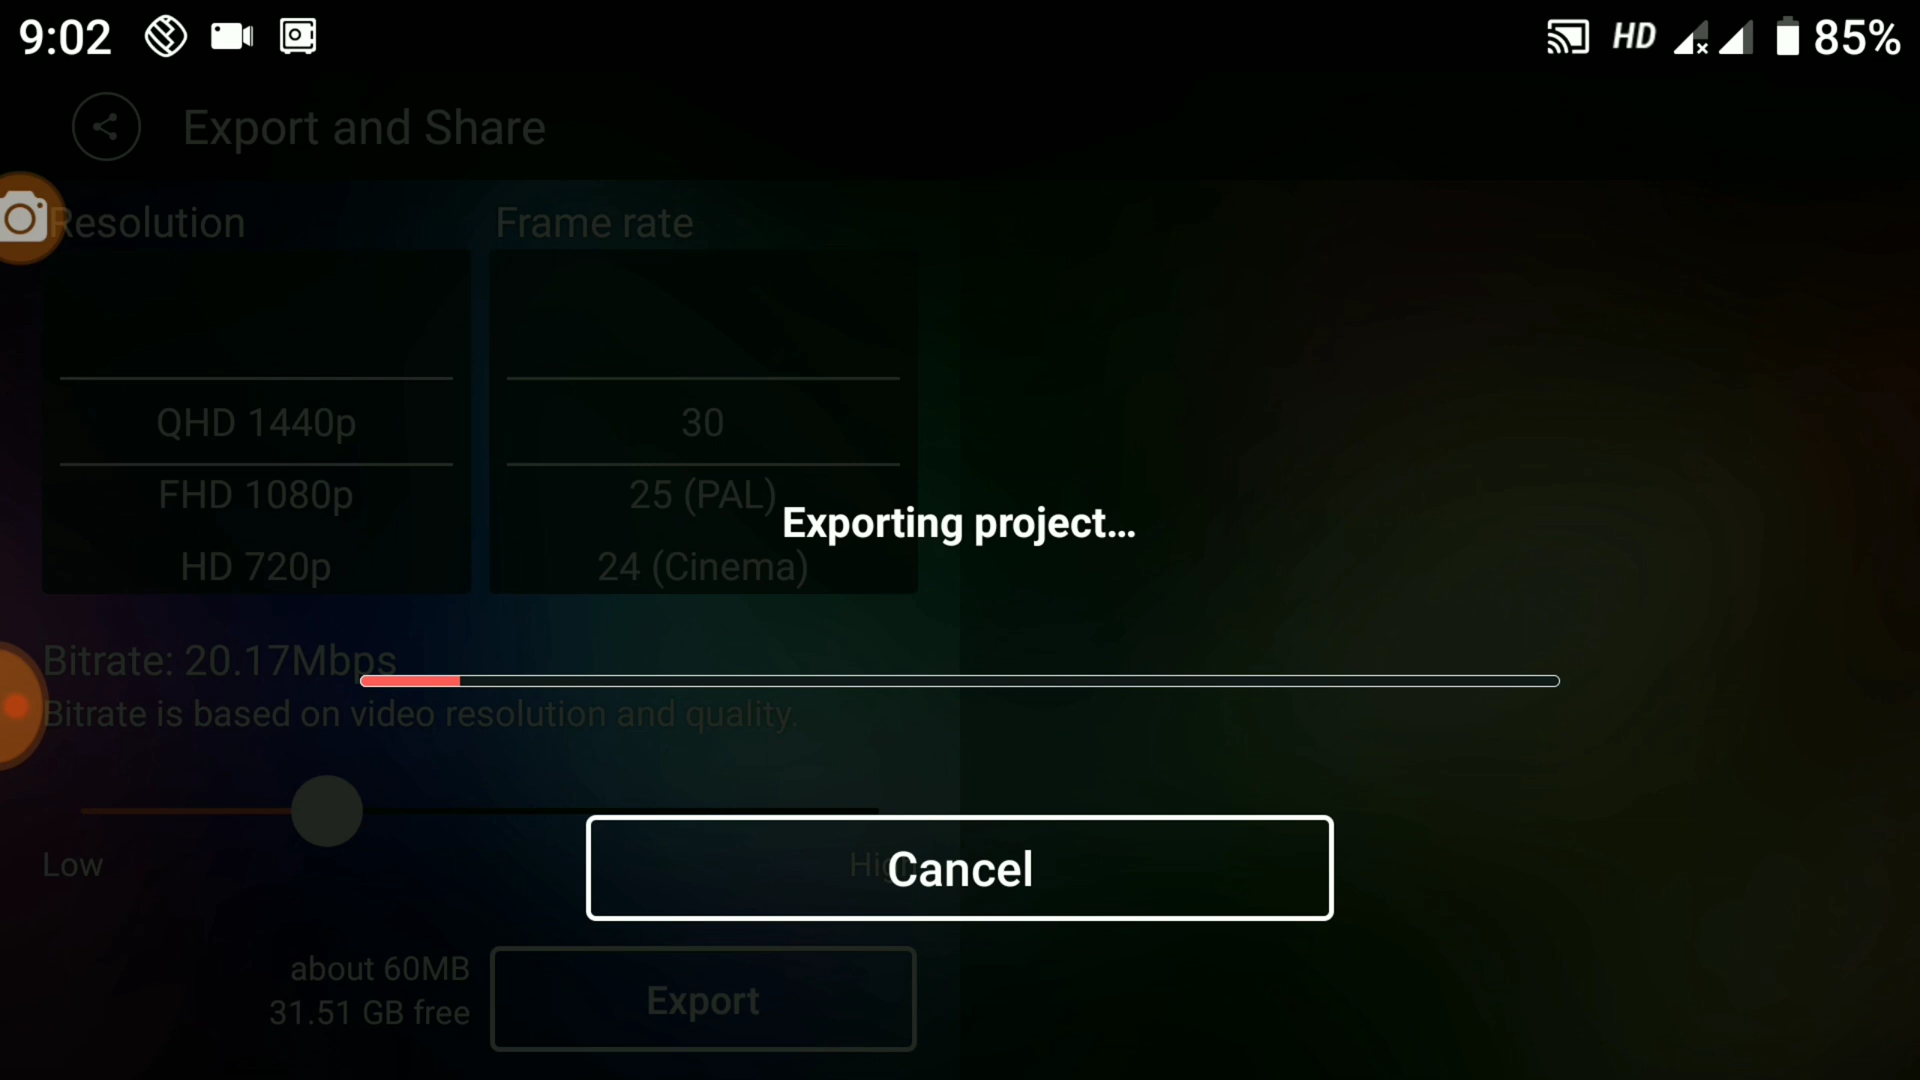 9:02
HD
85%
Export and Share
Resolution
Frame rate
QHD 1440p
30
FHD 1080p
25 (PAL)
HD 720p
24 (Cinema)
Exporting project...
Bitrate: 20.17Mbps
Bitrate is based on video resolution and quality.
Low
High
Cancel
about 60MB
31.51 GB free
Export